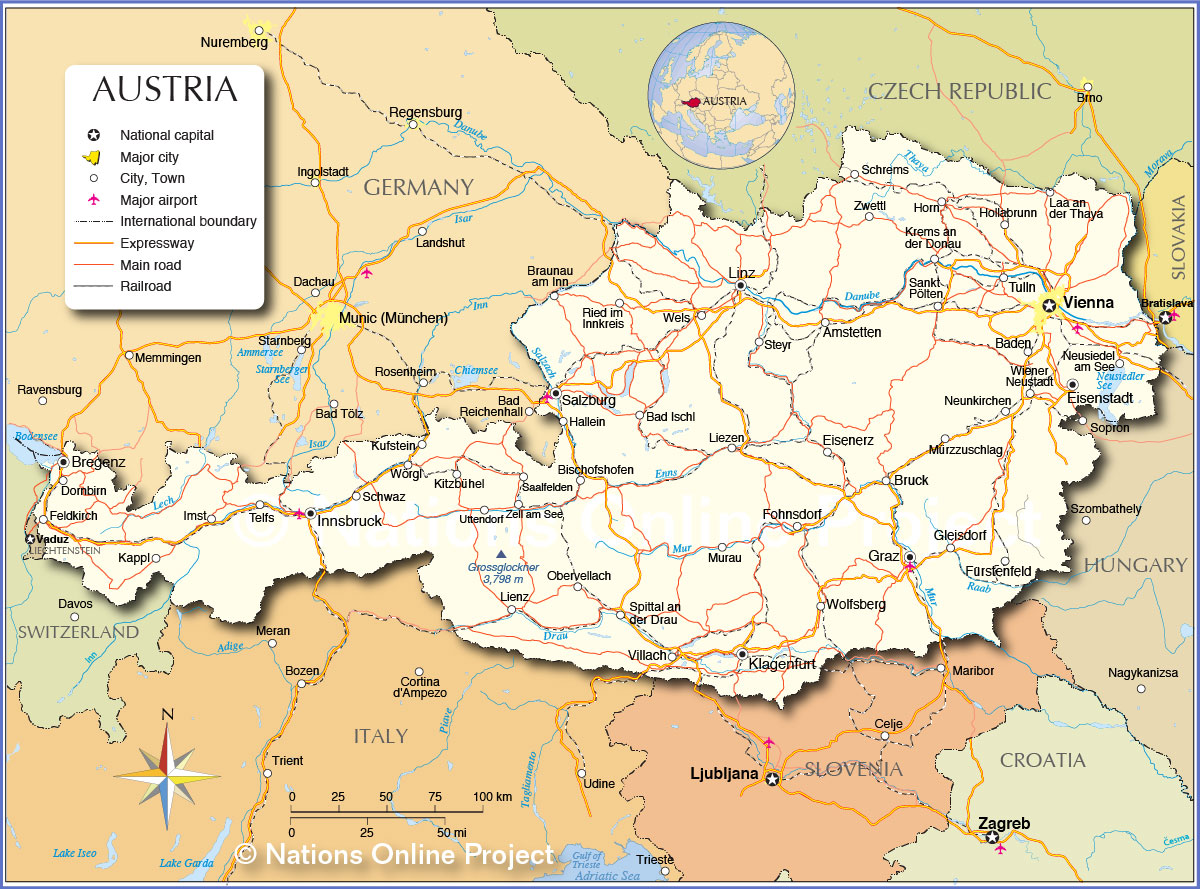 Nuremberg
AUSTRIA
National capital
Major city
City, Town
Major airport
International boundary
Expressway
Main road
Railroad
AUSTRIA
CZECH REPUBLIC
Brno
Regensburg
Danube
Ingolstadt
GERMANY
Isar
Landshut
Dachau
Munic (München)
Starnberg
Ammersee
Starnberger
See
Memmingen
Ravensburg
Bad Tölz
Isar
Rosenheim
Chiemsee
Inn
Braunau
am Inn
Bad
Reichenhall
Salzach
Salzburg
Hallein
Ried im
Innkreis
Wels
Linz
Steyr
Amstetten
Danube
Schrems
Thaya
Zwettl
Horn
Hollabrunn
Laa an
der Thaya
Krems an
der Donau
Sankt
Pölten
Tulln
Vienna
Morava
SLOVAKIA
Bratislava
Baden
Neusiedel
am See
Wiener
Neustadt
Neusiedler
See
Eisenstadt
Neunkirchen
Sopron
Bad Ischl
Liezen
Eisenerz
Mürzzuschlag
Bischofshofen
Enns
Bruck
Kufstein
Wörgl
Kitzbühel
Saalfelden
Schwaz
Uttendorf
Zell am See
Bodensee
Bregenz
Dornbirn
Feldkirch
Vaduz
LIECHTENSTEIN
Lech
Imst
Telfs
Innsbruck
Kappl
Grossglockner
3,798 m
Obervellach
Lienz
Drau
Spittal an
der Drau
Villach
Klagenfurt
Wolfsberg
Murau
Mur
Fohnsdorf
Graz
Gleisdorf
Fürstenfeld
Raab
Mur
Szombathely
HUNGARY
Nagykanizsa
Davos
SWITZERLAND
Inn
Adige
Meran
Bozen
Cortina
d'Ampezo
Piave
ITALY
Tagliamento
Trient
Udine
Lake Iseo
Lake Garda
Gulf of
Trieste
Adriatic Sea
Trieste
Ljubljana
SLOVENIA
Celje
Maribor
CROATIA
Zagreb
Česma
N
0 25 50 75 100 km
0 25 50 mi
© Nations Online Project
© Nations Online Project